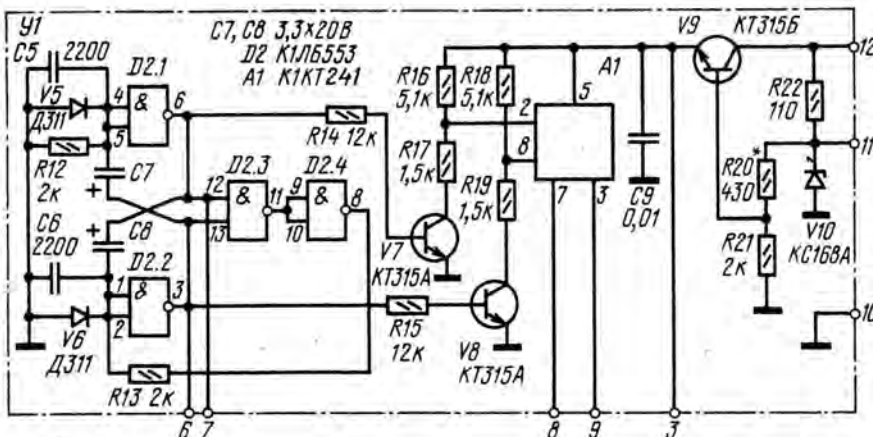 У1
C5 2200
C7, C8 3,3×20В
D2 К1ЛБ553
A1 К1КТ241
V9 КТ315Б
12
D2.1
V5
Д311
4
&
6
5
R12
2к
C7
R14 12к
R16
5,1к
R18
5,1к
A1
5
2
8
7
3
R17
1,5к
R19
1,5к
C9
0,01
R22
110
11
R20*
430
R21
2к
V10
КС168А
10
D2.3
D2.4
12
&
11
13
9
&
8
10
+
+
C6
2200
C8
D2.2
1
&
3
2
V6
Д311
R13 2к
V7
КТ315А
R15
12к
V8
КТ315А
6
7
8
9
3